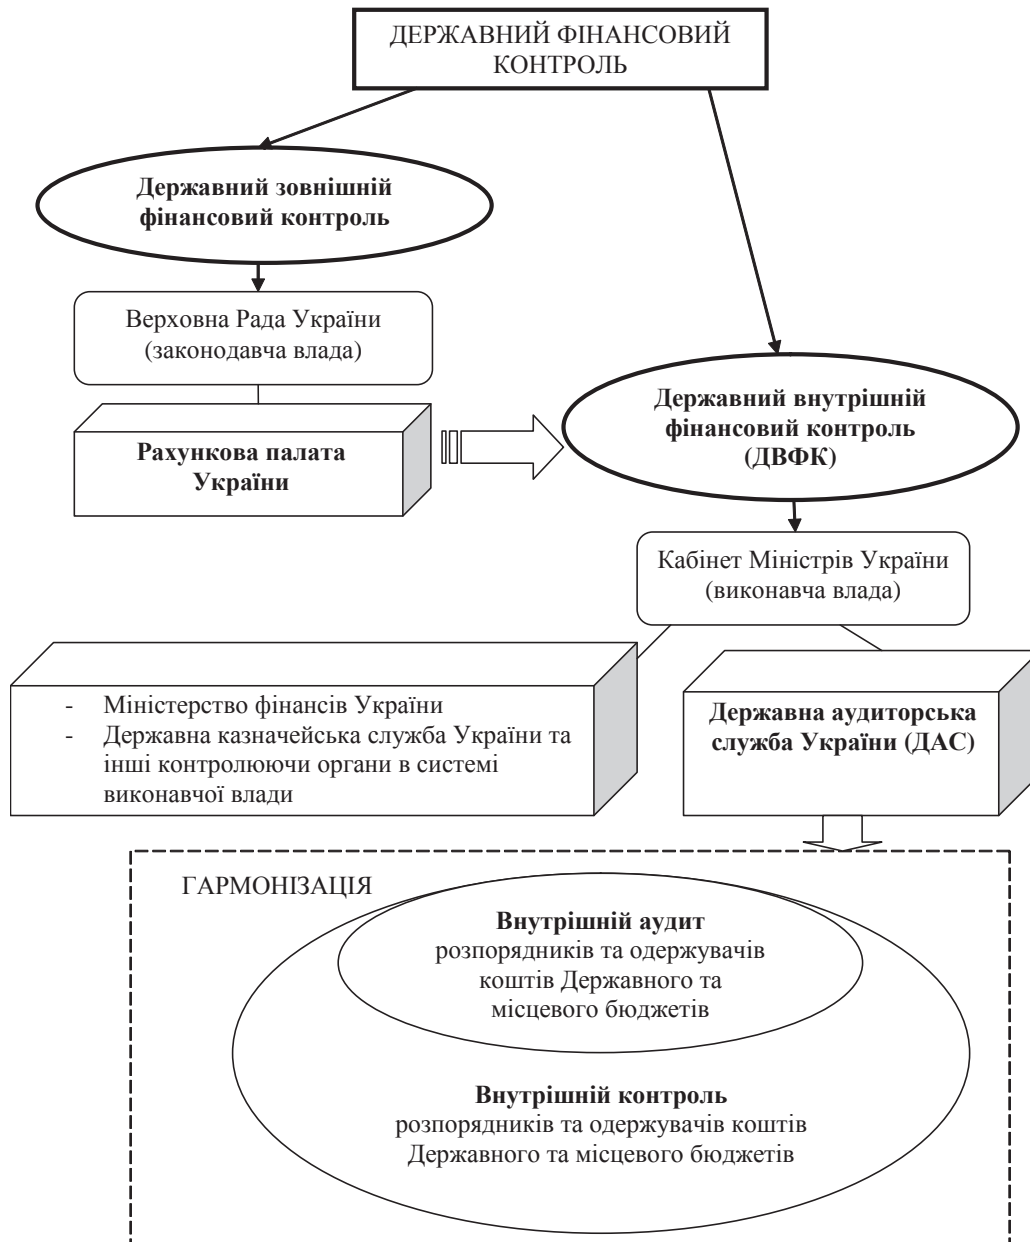 ДЕРЖАВНИЙ ФІНАНСОВИЙ
КОНТРОЛЬ
Державний зовнішній
фінансовий контроль
Верховна Рада України
(законодавча влада)
Рахункова палата
України
Державний внутрішній
фінансовий контроль
(ДВФК)
Кабінет Міністрів України
(виконавча влада)
- Міністерство фінансів України
- Державна казначейська служба України та
інші контролюючи органи в системі
виконавчої влади
Державна аудиторська
служба України (ДАС)
ГАРМОНІЗАЦІЯ
Внутрішній аудит
розпорядників та одержувачів
коштів Державного та
місцевого бюджетів
Внутрішній контроль
розпорядників та одержувачів коштів
Державного та місцевого бюджетів